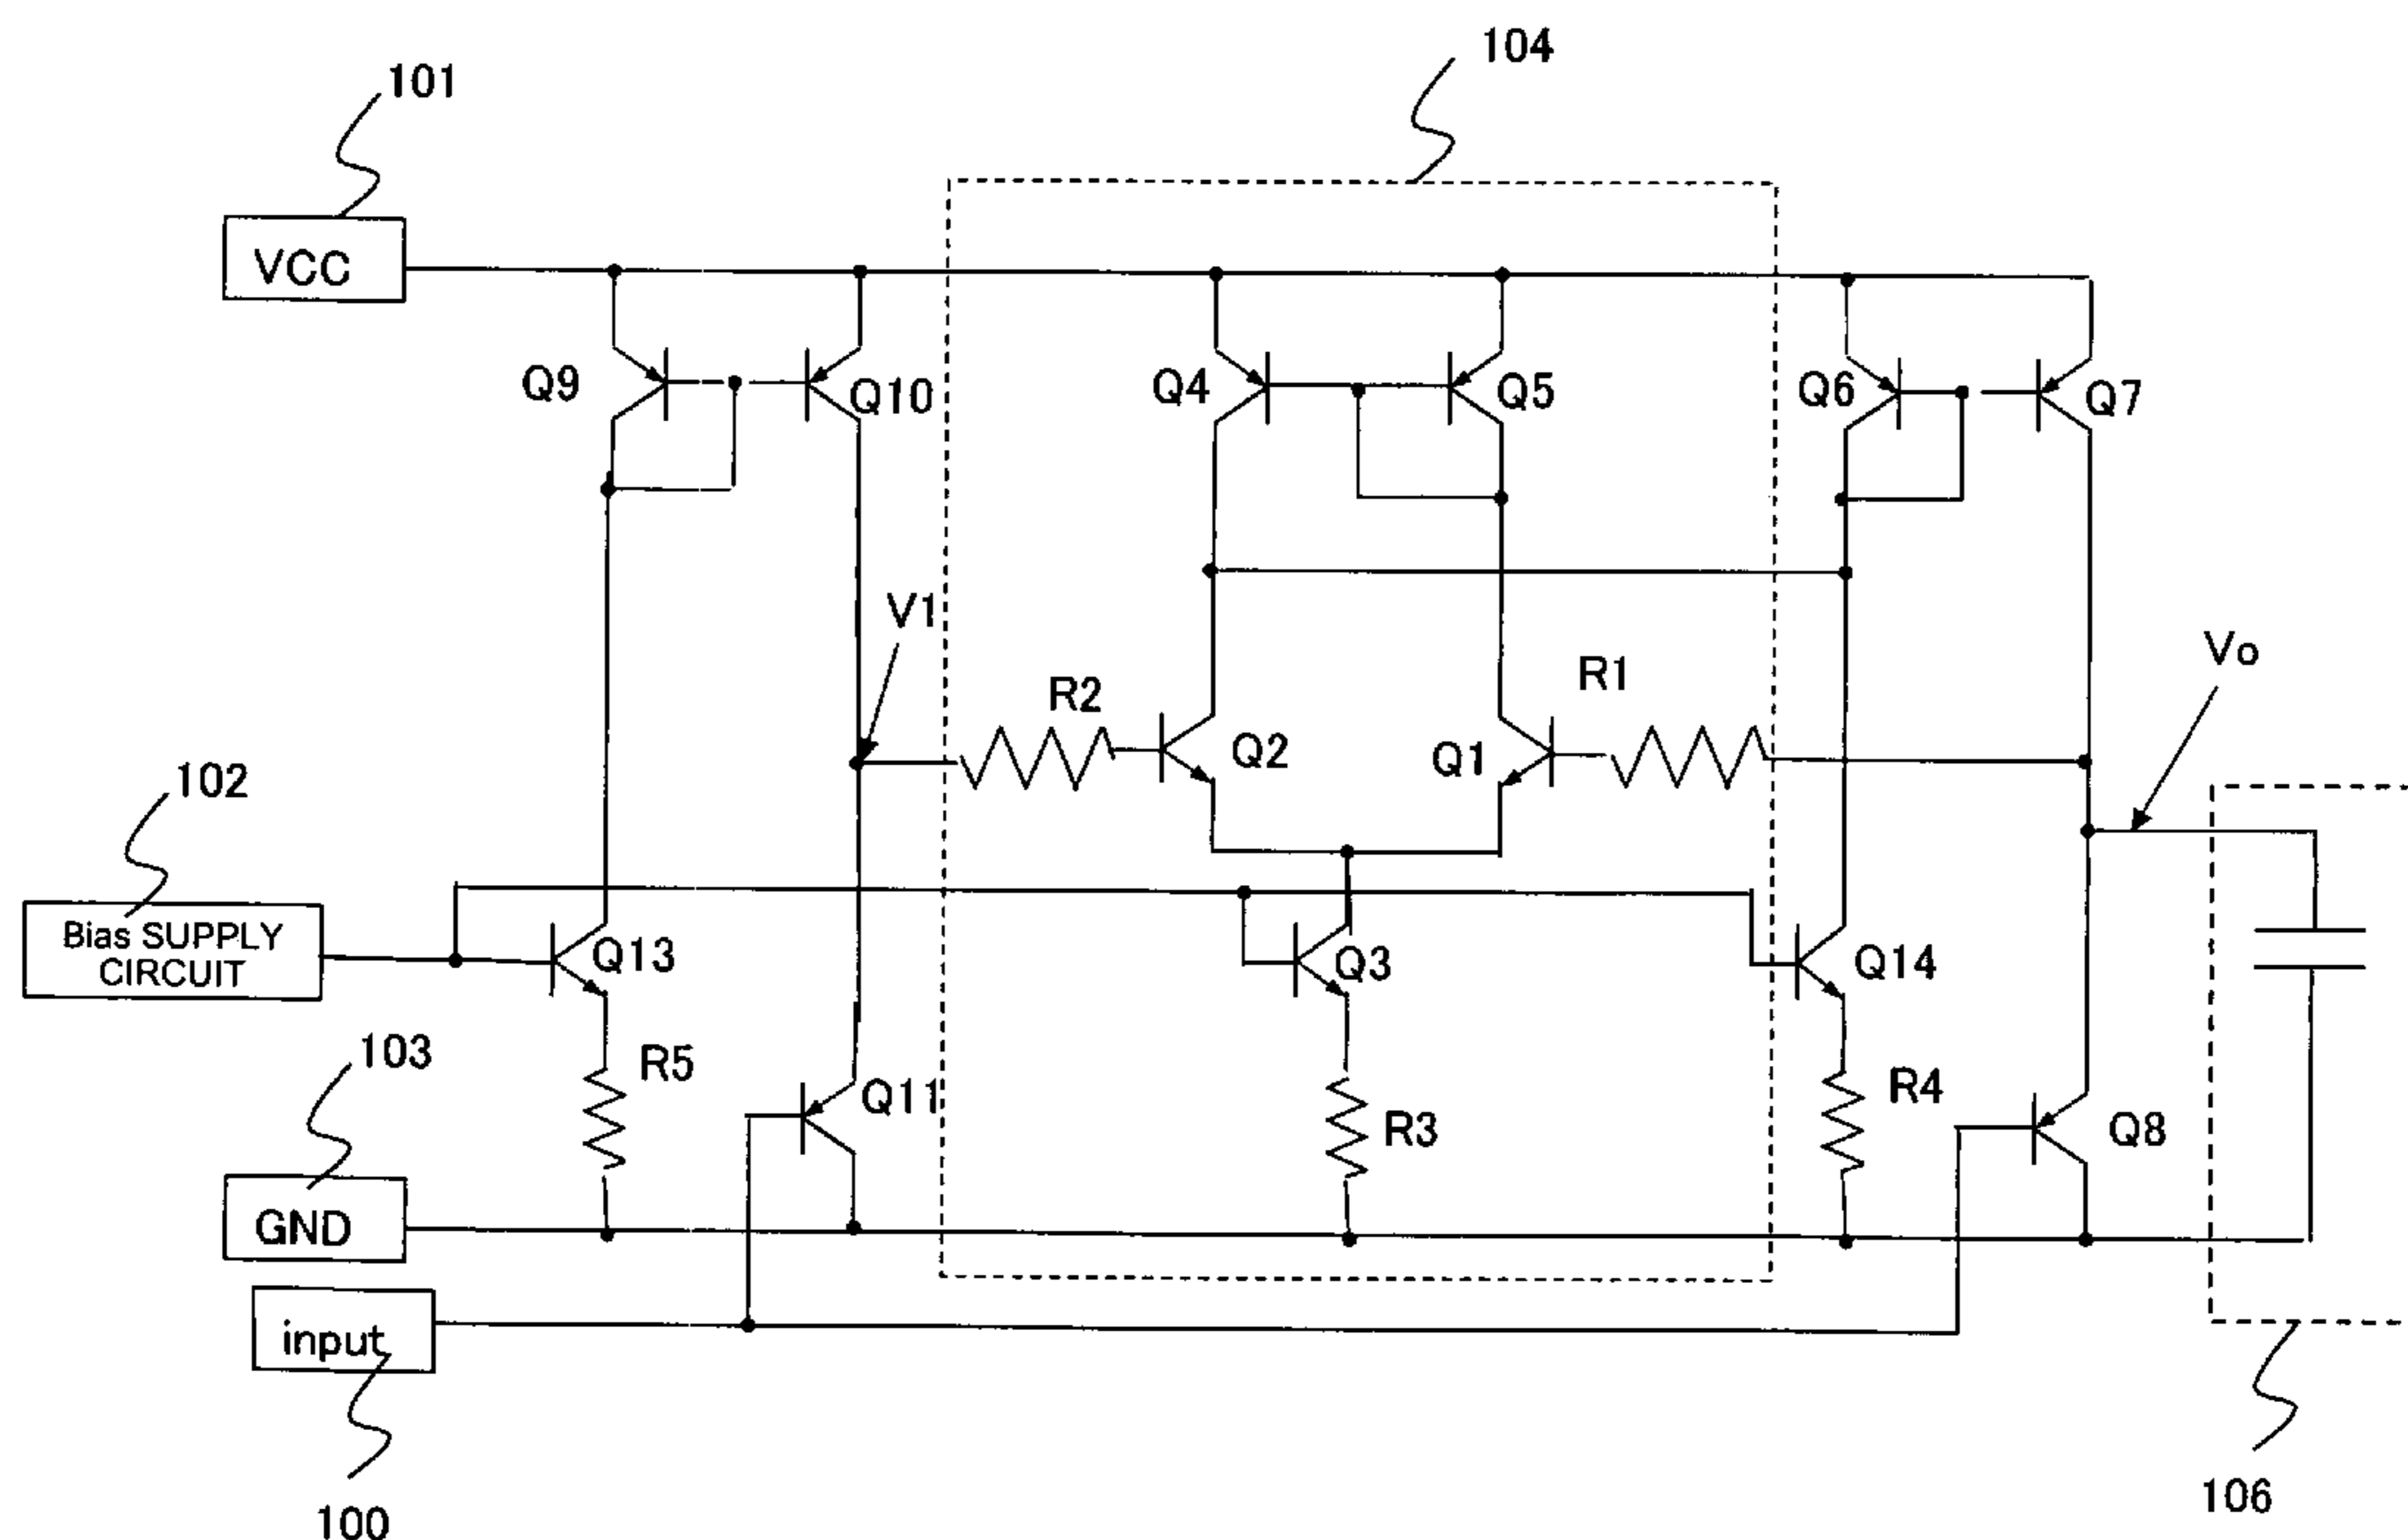 104
101
VCC
Q9
Q10
Q4
Q5
Q6
Q7
V1
Vo
R2
R1
Q2
Q1
102
Bias SUPPLY
CIRCUIT
Q13
Q3
Q14
103
R5
Q11
R3
R4
Q8
GND
input
100
106